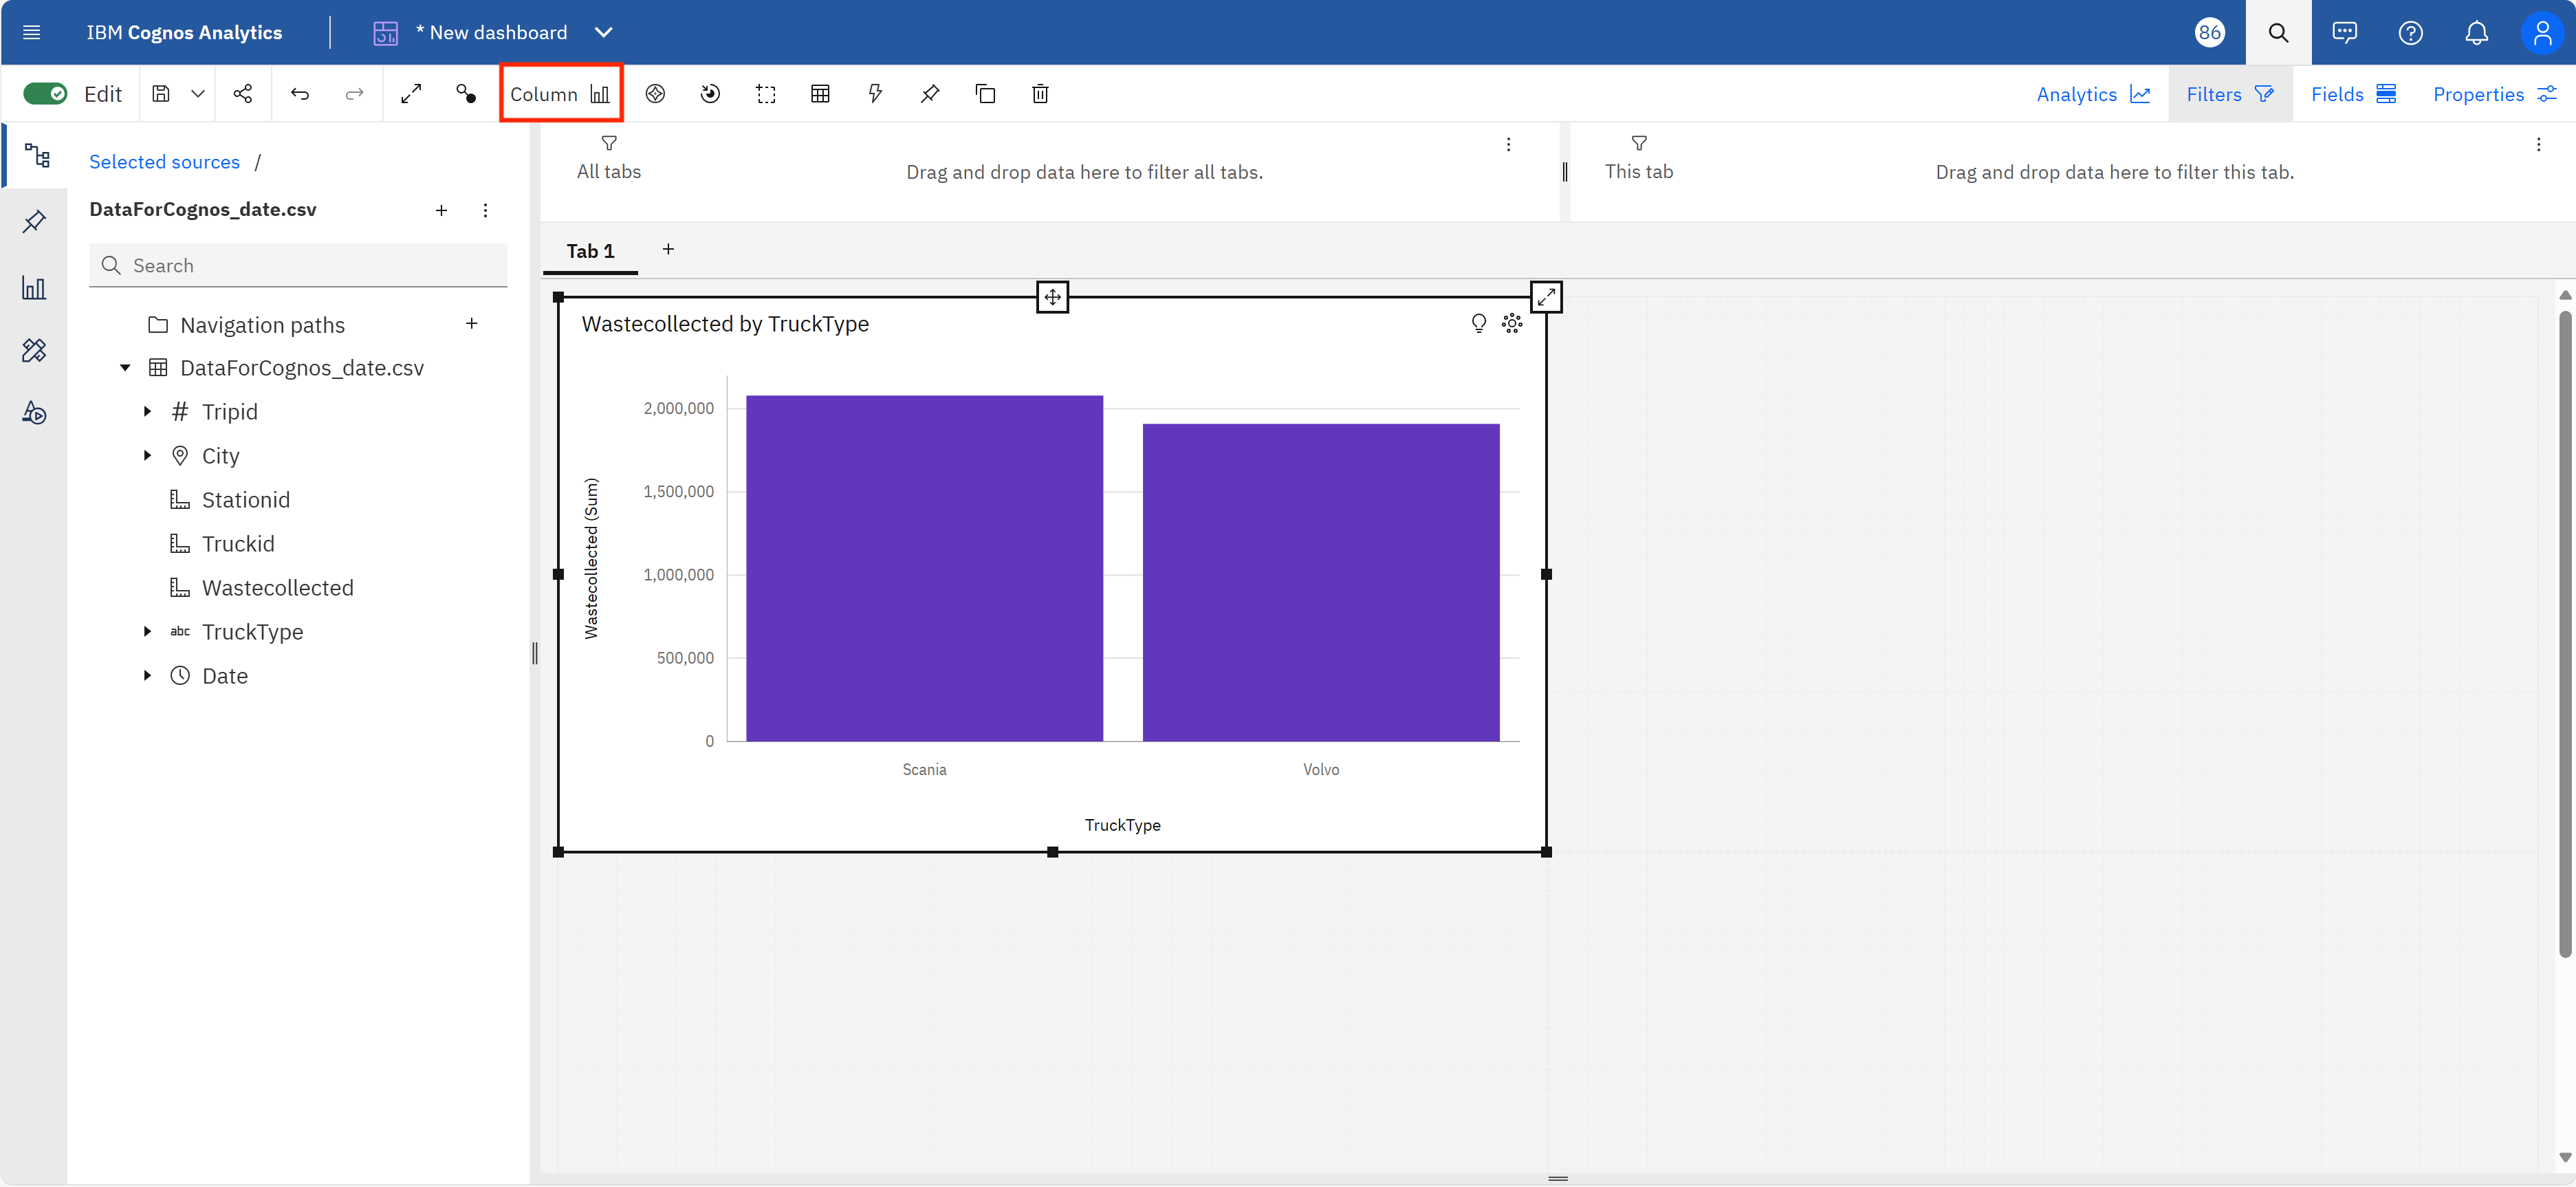 IBM Cognos Analytics
* New dashboard
86
Edit
Column
Analytics
Filters
Fields
Properties
Selected sources /
DataForCognos_date.csv
Search
Navigation paths
DataForCognos_date.csv
# Tripid
City
Stationid
Truckid
Wastecollected
abc TruckType
Date
All tabs
Drag and drop data here to filter all tabs.
This tab
Drag and drop data here to filter this tab.
Tab 1
Wastecollected by TruckType
Wastecollected (Sum)
2,000,000
1,500,000
1,000,000
500,000
0
Scania
Volvo
TruckType